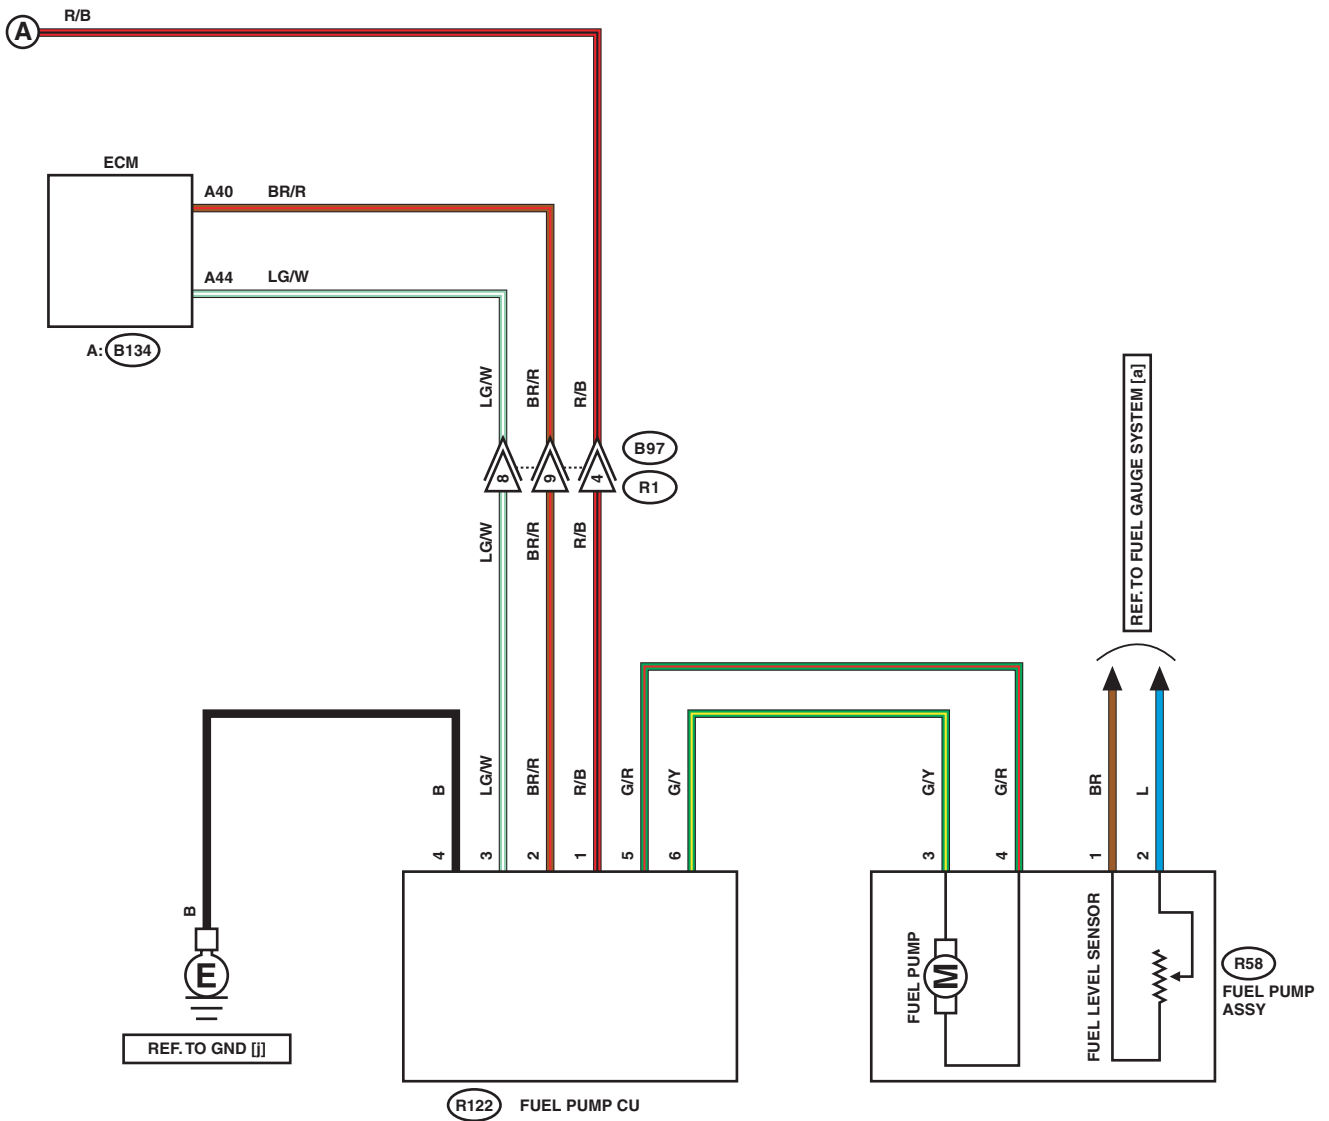 R/B
A
ECM
A40 BR/R
A44 LG/W
A: B134
LG/W
BR/R
R/B
B97
8
9
4
R1
LG/W
BR/R
R/B
REF. TO FUEL GAUGE SYSTEM [a]
B
LG/W
BR/R
R/B
G/R
G/Y
G/Y
G/R
BR
L
4
3
2
1
5
6
3
4
1
2
B
E
REF. TO GND [j]
FUEL PUMP
M
FUEL LEVEL SENSOR
R58
FUEL PUMP
ASSY
R122 FUEL PUMP CU